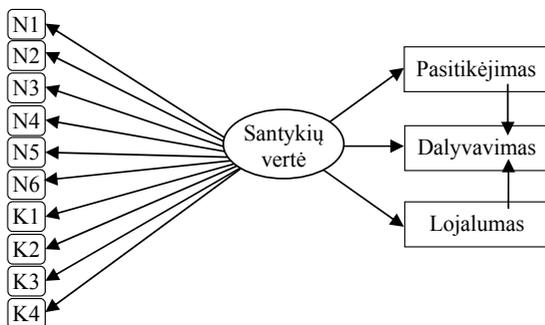 N1
N2
N3
N4
N5
N6
K1
K2
K3
K4
Santykių
vertė
Pasitikėjimas
Dalyvavimas
Lojalumas